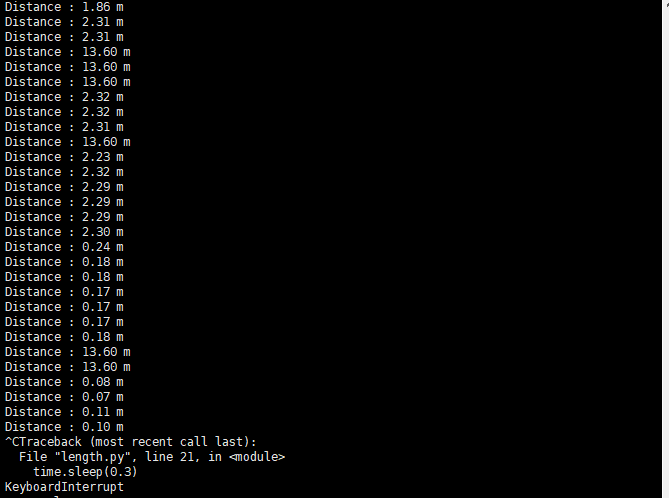 Distance : 1.86 m
Distance : 2.31 m
Distance : 2.31 m
Distance : 13.60 m
Distance : 13.60 m
Distance : 13.60 m
Distance : 2.32 m
Distance : 2.32 m
Distance : 2.31 m
Distance : 13.60 m
Distance : 2.23 m
Distance : 2.32 m
Distance : 2.29 m
Distance : 2.29 m
Distance : 2.29 m
Distance : 2.30 m
Distance : 0.24 m
Distance : 0.18 m
Distance : 0.18 m
Distance : 0.17 m
Distance : 0.17 m
Distance : 0.17 m
Distance : 0.18 m
Distance : 13.60 m
Distance : 13.60 m
Distance : 0.08 m
Distance : 0.07 m
Distance : 0.11 m
Distance : 0.10 m
^CTraceback (most recent call last):
  File "length.py", line 21, in <module>
    time.sleep(0.3)
KeyboardInterrupt